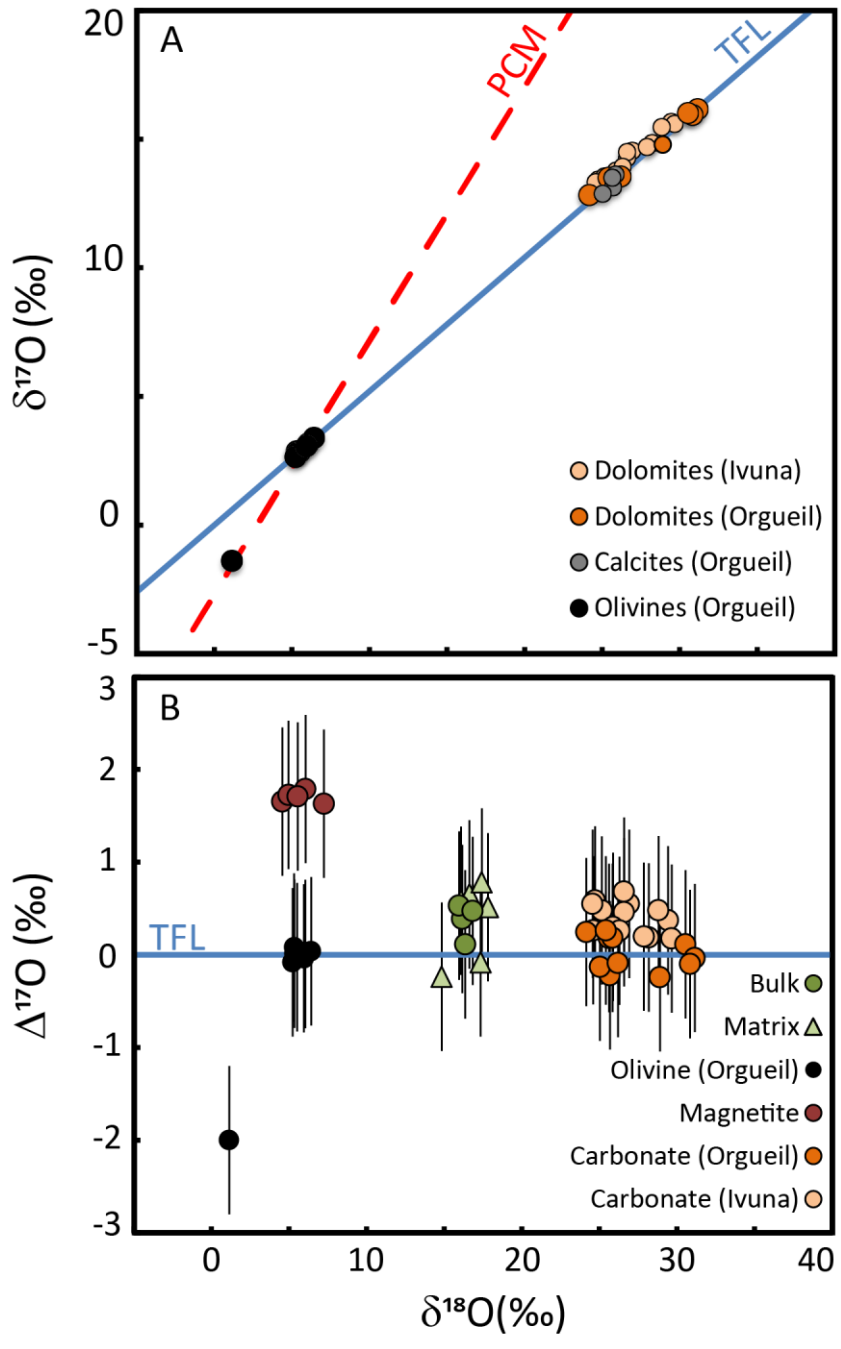 20
A
PCM
TFL
10
δ¹⁷O (‰)
0
-5
Dolomites (Ivuna)
Dolomites (Orgueil)
Calcites (Orgueil)
Olivines (Orgueil)
3
B
2
1
TFL
0
Δ¹⁷O (‰)
-1
-2
-3
Bulk
Matrix
Olivine (Orgueil)
Magnetite
Carbonate (Orgueil)
Carbonate (Ivuna)
0 10 20 30 40
δ¹⁸O(‰)